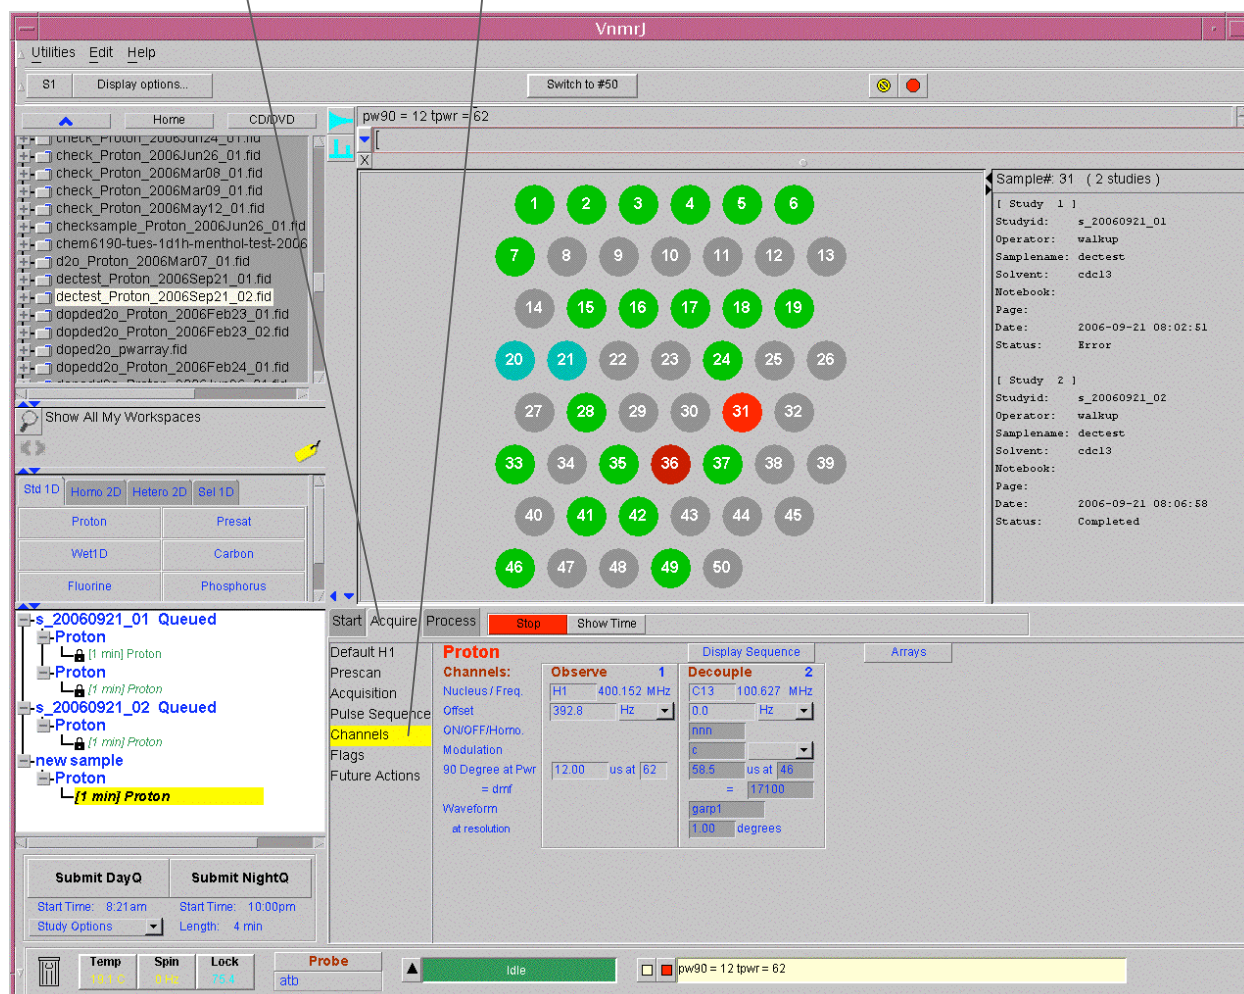 VnmrJ
Utilities Edit Help
S1 Display options... Switch to #50
Home CD/DVD
pw90 = 12 tpwr = 62
[
X
check_Proton_2006Jun24_01.fid
check_Proton_2006Jun26_01.fid
check_Proton_2006Mar08_01.fid
check_Proton_2006Mar09_01.fid
check_Proton_2006May12_01.fid
checksample_Proton_2006Jun26_01.fid
chem6190-tues-1d1h-menthol-test-2006
d2o_Proton_2006Mar07_01.fid
dectest_Proton_2006Sep21_01.fid
dectest_Proton_2006Sep21_02.fid
dopded2o_Proton_2006Feb23_01.fid
dopded2o_Proton_2006Feb23_02.fid
doped2o_pwarray.fid
dopedd2o_Proton_2006Feb24_01.fid
Show All My Workspaces
Std 1D Homo 2D Hetero 2D Sel 1D
Proton Presat
Wet1D Carbon
Fluorine Phosphorus
1 2 3 4 5 6
7 8 9 10 11 12 13
14 15 16 17 18 19
20 21 22 23 24 25 26
27 28 29 30 31 32
33 34 35 36 37 38 39
40 41 42 43 44 45
46 47 48 49 50
Sample#: 31 ( 2 studies )
[ Study 1 ]
Studyid: s_20060921_01
Operator: walkup
Samplename: dectest
Solvent: cdcl3
Notebook:
Page:
Date: 2006-09-21 08:02:51
Status: Error
[ Study 2 ]
Studyid: s_20060921_02
Operator: walkup
Samplename: dectest
Solvent: cdcl3
Notebook:
Page:
Date: 2006-09-21 08:06:58
Status: Completed
s_20060921_01 Queued
Proton
[1 min] Proton
Proton
[1 min] Proton
s_20060921_02 Queued
Proton
[1 min] Proton
new sample
Proton
[1 min] Proton
Submit DayQ Submit NightQ
Start Time: 8:21am Start Time: 10:00pm
Study Options Length: 4 min
Start Acquire Process Stop Show Time
Default H1
Prescan
Acquisition
Pulse Sequence
Channels
Flags
Future Actions
Proton Display Sequence Arrays
Channels: Observe 1 Decouple 2
Nucleus / Freq. H1 400.152 MHz C13 100.627 MHz
Offset 392.8 Hz 0.0 Hz
ON/OFF/Homo. nnn
Modulation c
90 Degree at Pwr 12.00 us at 62 58.5 us at 46
= dmf = 17100
Waveform garp1
at resolution 1.00 degrees
Temp Spin Lock Probe
0 Hz 75.4 atb
Idle
pw90 = 12 tpwr = 62